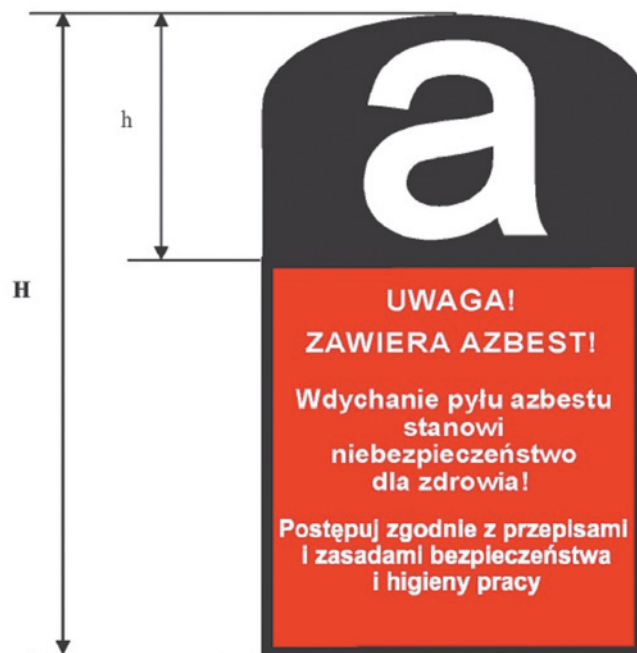 h
a
H
UWAGA!
ZAWIERA AZBEST!
Wdychanie pyłu azbestu
stanowi
niebezpieczeństwo
dla zdrowia!
Postępuj zgodnie z przepisami
i zasadami bezpieczeństwa
i higieny pracy